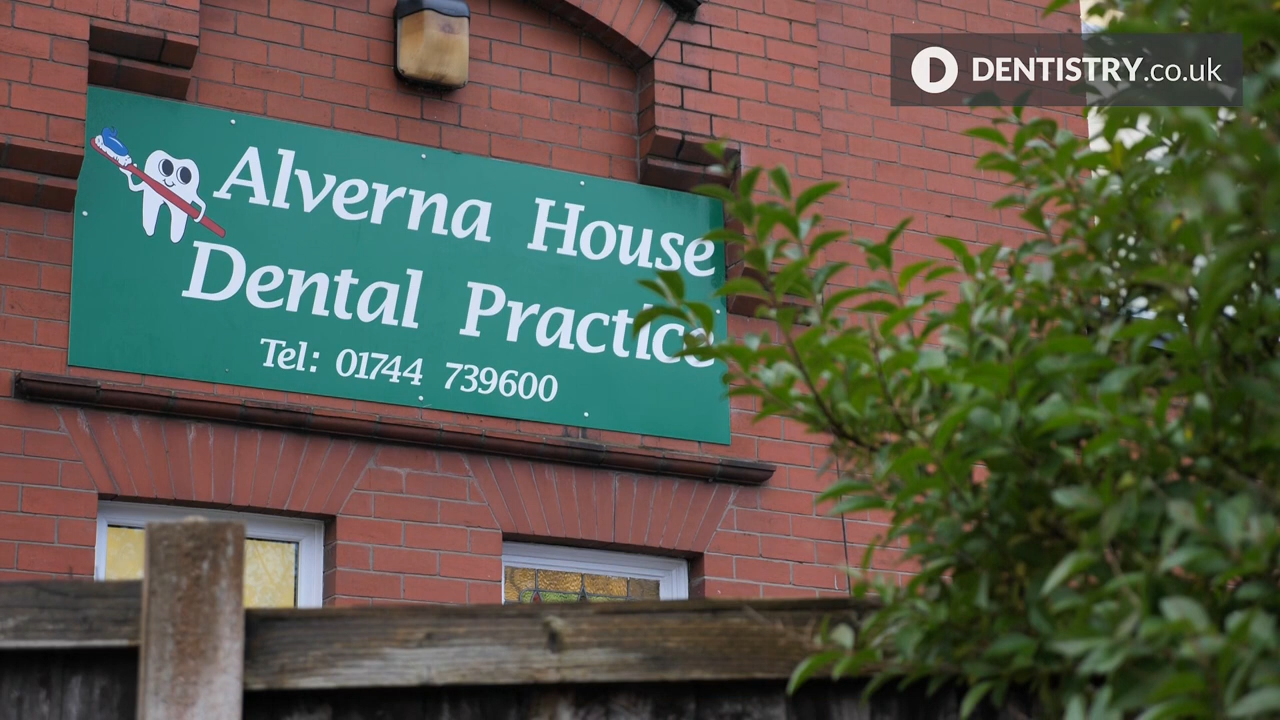 DENTISTRY.co.uk
Alverna House
Dental Practice
Tel: 01744 739600